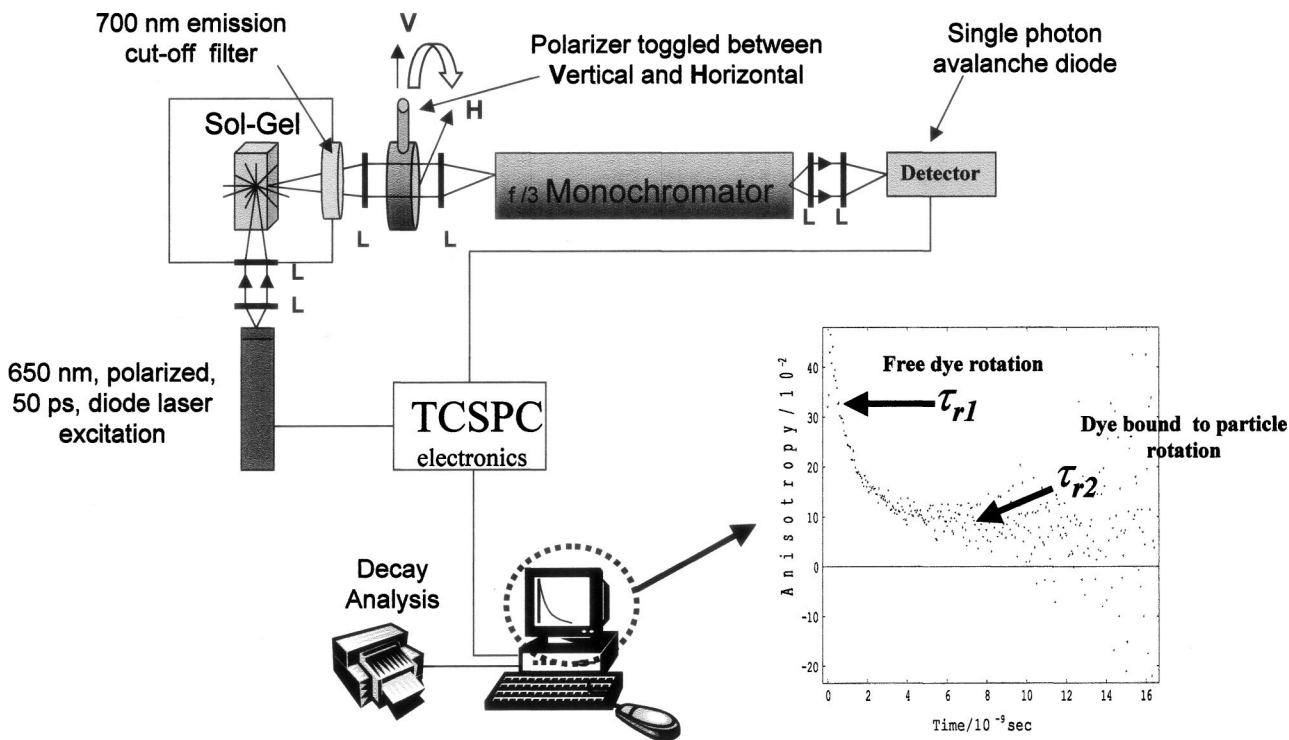 700 nm emission
cut-off filter
V
Polarizer toggled between
Vertical and Horizontal
Single photon
avalanche diode
H
Sol-Gel
f /3 Monochromator
Detector
L
L
L
L
L
L
650 nm, polarized,
50 ps, diode laser
excitation
TCSPC
electronics
Decay
Analysis
Anisotropy/10⁻²
40
30
20
10
0
-10
-20
Free dye rotation
τr1
Dye bound to particle
rotation
τr2
0 2 4 6 8 10 12 14 16
Time/10⁻⁹sec